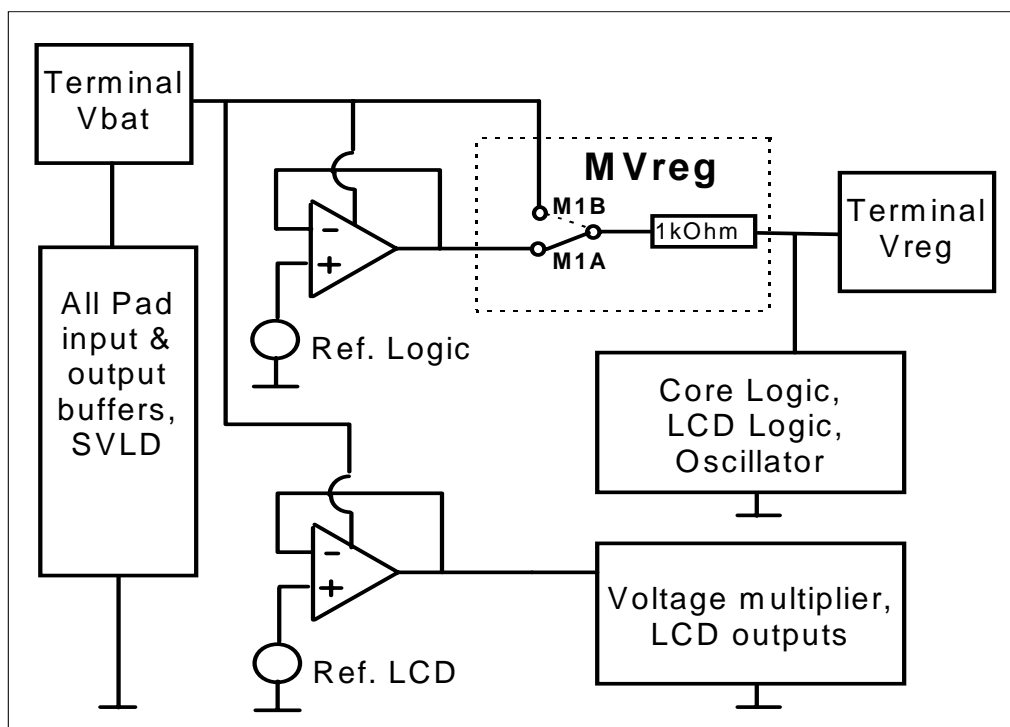 Terminal
Vbat
MVreg
M1B
M1A
1kOhm
Terminal
Vreg
All Pad
input &
output
buffers,
SVLD
−
+
Ref. Logic
Core Logic,
LCD Logic,
Oscillator
−
+
Ref. LCD
Voltage multiplier,
LCD outputs